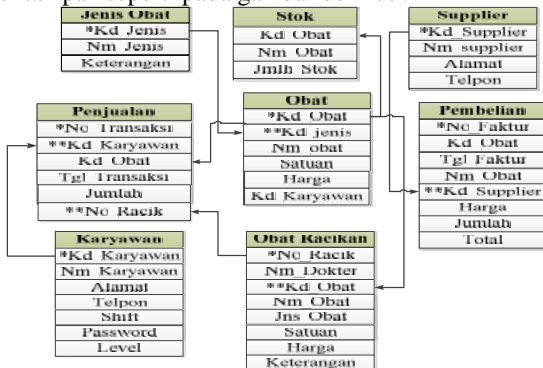 Jenis Obat
*Kd Jenis
Nm Jenis
Keterangan
Stok
Kd Obat
Nm Obat
Jmlh Stok
Supplier
*Kd_Supplier
Nm supplier
Alamat
Telpon
Obat
*Kd Obat
**Kd jenis
Nm obat
Satuan
Harga
Kd Karyawan
Penjualan
*No Transaksi
**Kd Karyawan
Kd Obat
Tgl Transaksi
Jumlah
**No Racik
Pembelian
*No_Faktur
Kd Obat
Tgl Faktur
Nm Obat
**Kd Supplier
Harga
Jumlah
Total
Karyawan
*Kd Karyawan
Nm Karyawan
Alamat
Telpon
Shift
Password
Level
Obat Racikan
*No_Racik
Nm_Dokter
**Kd Obat
Nm Obat
Jns Obat
Satuan
Harga
Keterangan